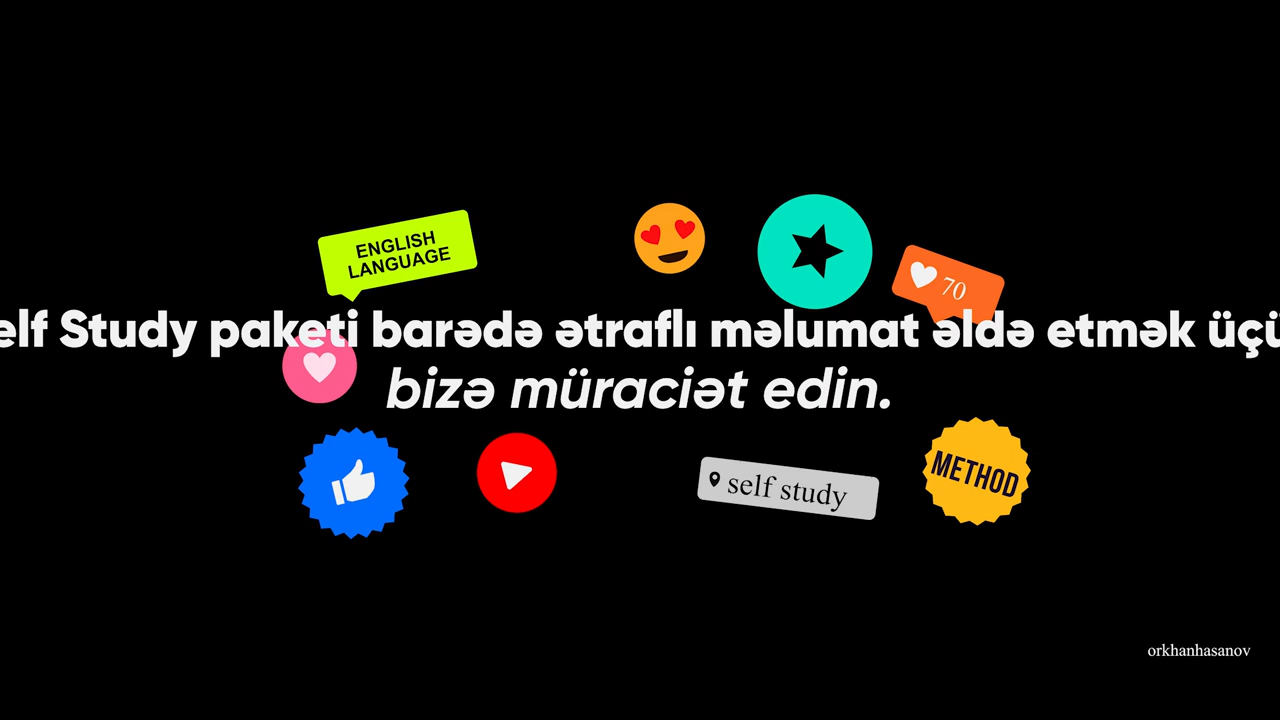 ENGLISH
LANGUAGE
70
elf Study paketi barədə ətraflı məlumat əldə etmək üçü
bizə müraciət edin.
self study
METHOD
orkhanhasanov